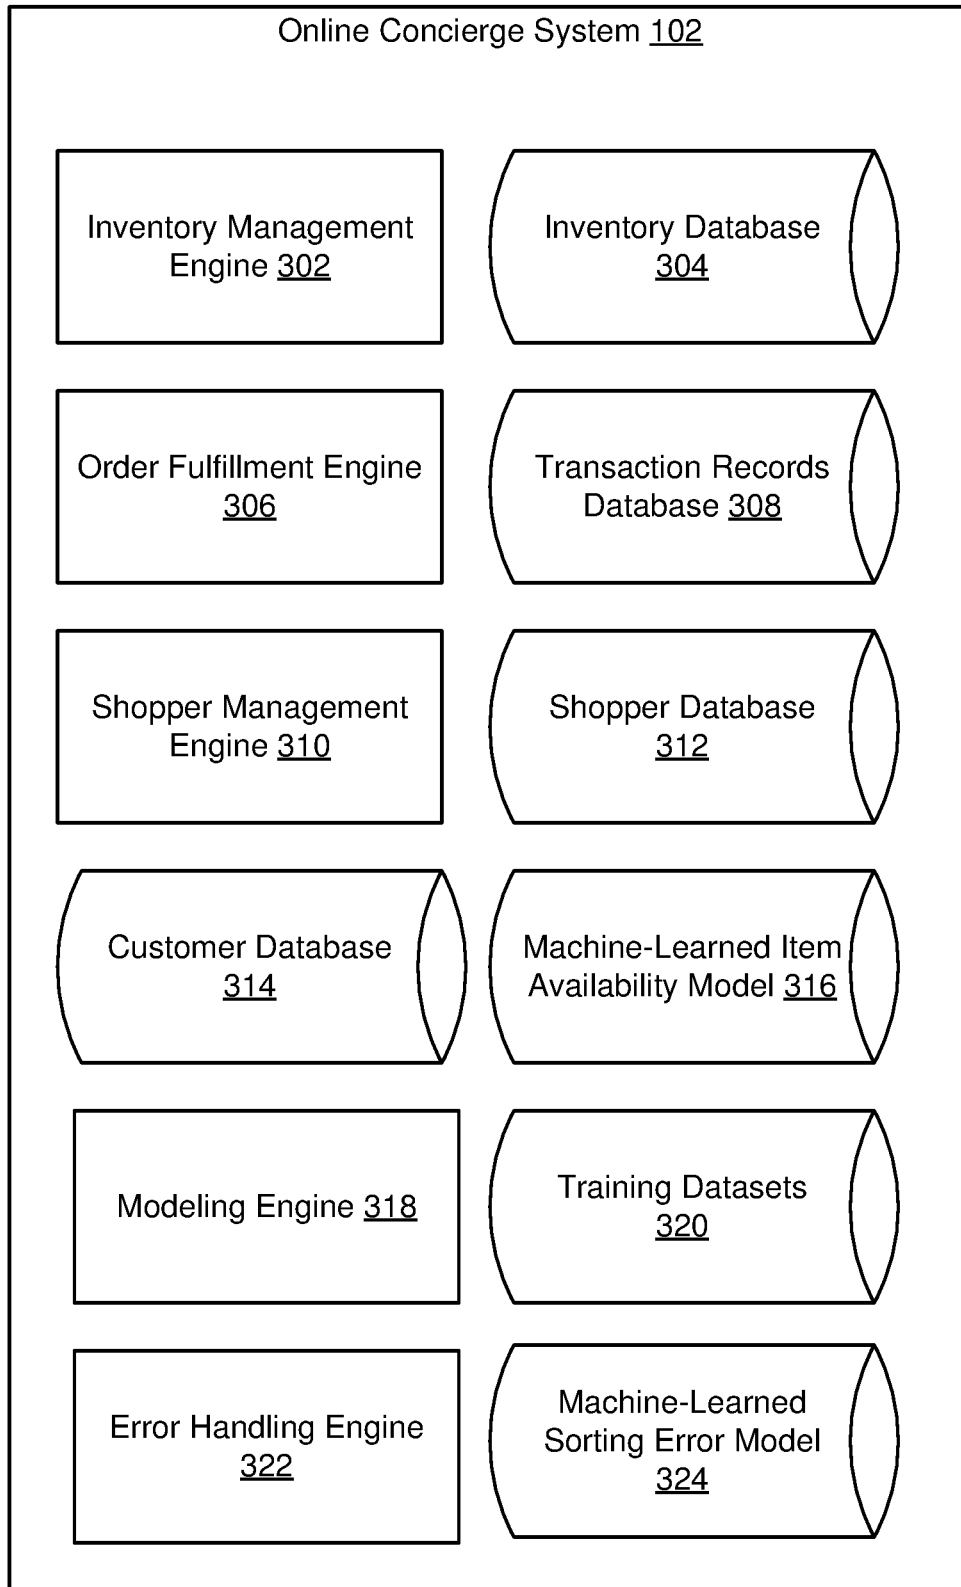 Online Concierge System 102
Inventory Management
Engine 302
Inventory Database
304
Order Fulfillment Engine
306
Transaction Records
Database 308
Shopper Management
Engine 310
Shopper Database
312
Customer Database
314
Machine-Learned Item
Availability Model 316
Modeling Engine 318
Training Datasets
320
Error Handling Engine
322
Machine-Learned
Sorting Error Model
324